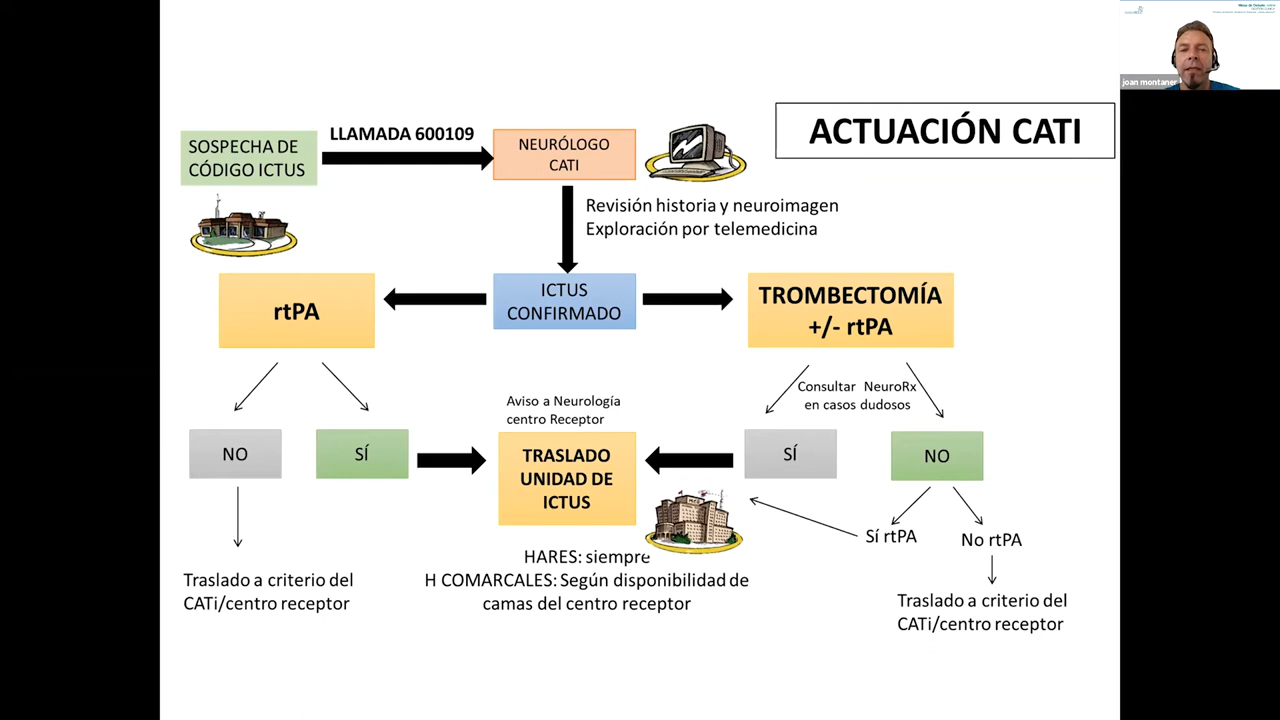 ACTUACIÓN CATI
LLAMADA 600109
SOSPECHA DE
CÓDIGO ICTUS
NEURÓLOGO
CATI
Revisión historia y neuroimagen
Exploración por telemedicina
rtPA
ICTUS
CONFIRMADO
TROMBECTOMÍA
+/- rtPA
Consultar NeuroRx
en casos dudosos
Aviso a Neurología
centro Receptor
NO
SÍ
TRASLADO
UNIDAD DE
ICTUS
SÍ
NO
Sí rtPA
No rtPA
HARES: siempre
H COMARCALES: Según disponibilidad de
camas del centro receptor
Traslado a criterio del
CATi/centro receptor
Traslado a criterio del
CATi/centro receptor
joan montaner